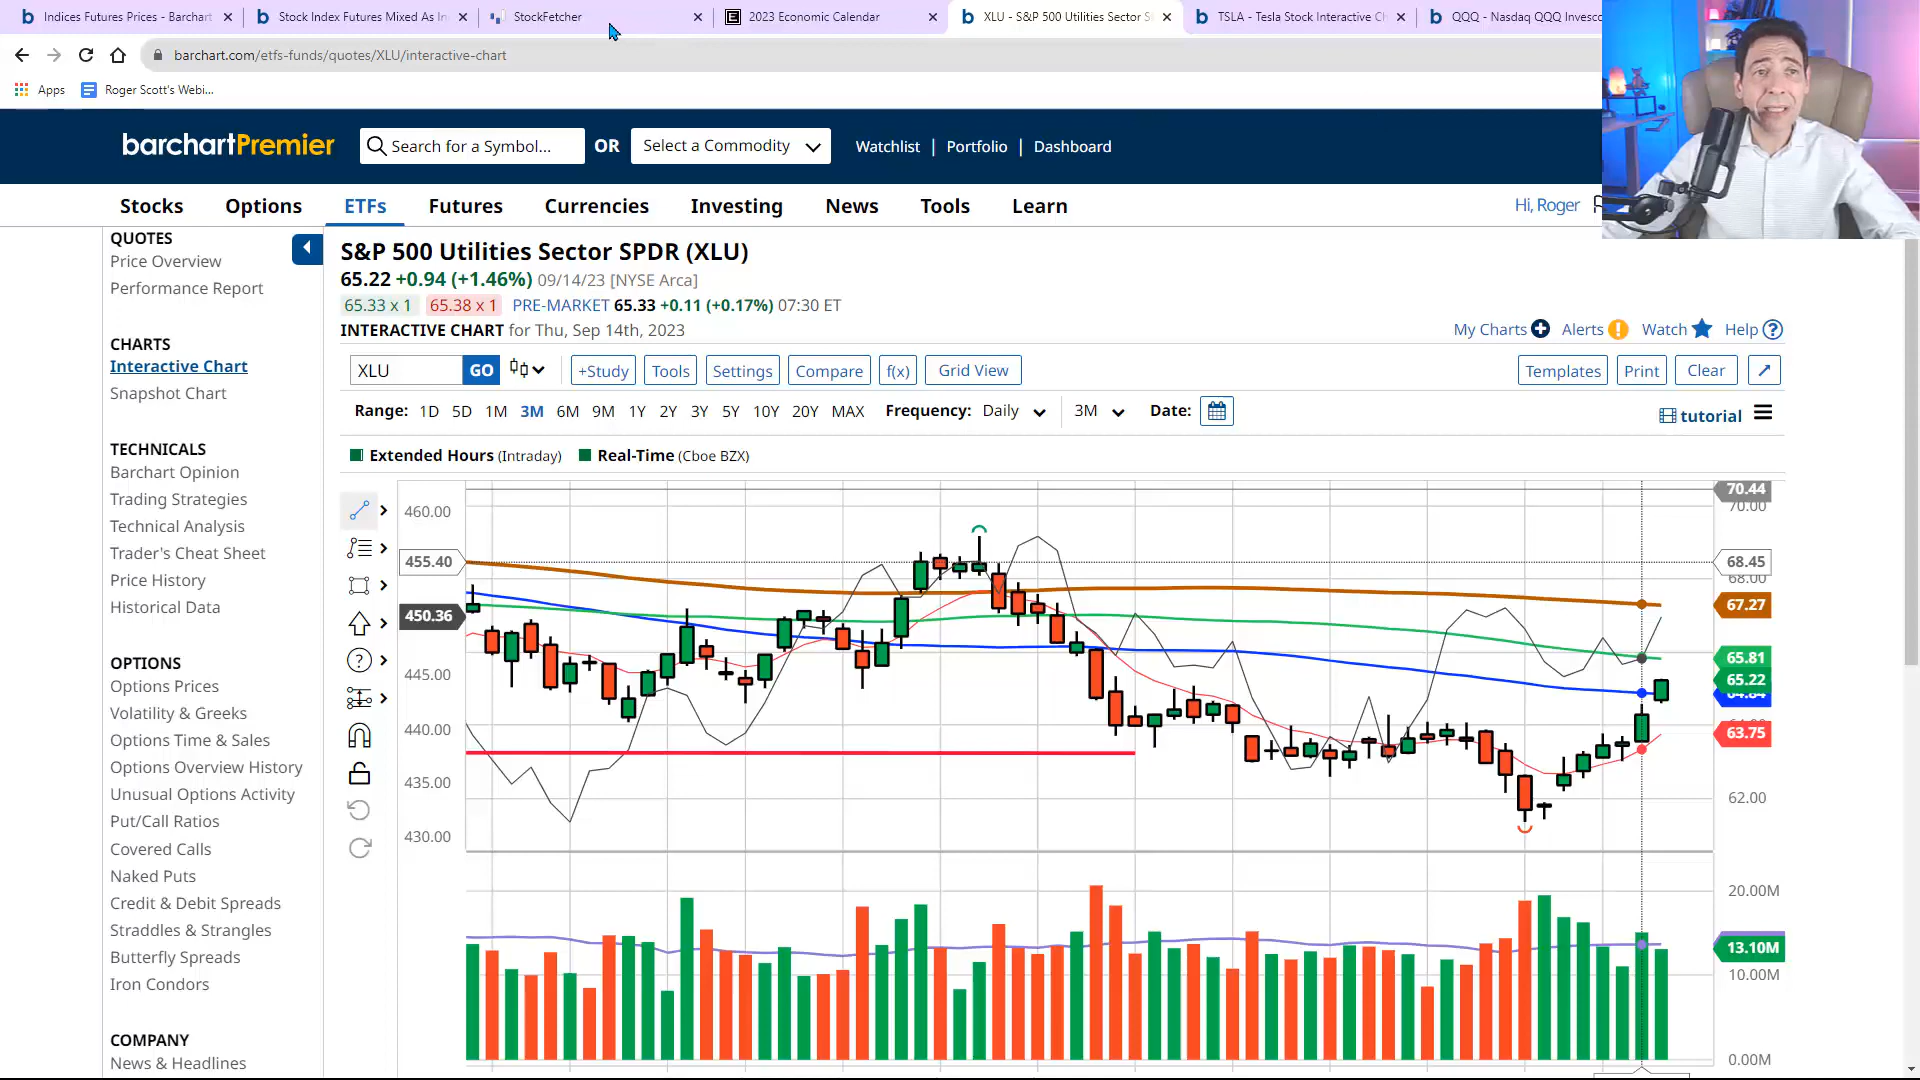 Indices Futures Prices - Barchart
Stock Index Futures Mixed As In
StockFetcher
2023 Economic Calendar
XLU - S&P 500 Utilities Sector S
TSLA - Tesla Stock Interactive Ch
QQQ - Nasdaq QQQ Invesco
barchart.com/etfs-funds/quotes/XLU/interactive-chart
Apps
Roger Scott's Webi...
barchartPremier
Search for a Symbol...
OR
Select a Commodity
Watchlist | Portfolio | Dashboard
Stocks
Options
ETFs
Futures
Currencies
Investing
News
Tools
Learn
Hi, Roger
QUOTES
Price Overview
Performance Report
CHARTS
Interactive Chart
Snapshot Chart
TECHNICALS
Barchart Opinion
Trading Strategies
Technical Analysis
Trader's Cheat Sheet
Price History
Historical Data
OPTIONS
Options Prices
Volatility & Greeks
Options Time & Sales
Options Overview History
Unusual Options Activity
Put/Call Ratios
Covered Calls
Naked Puts
Credit & Debit Spreads
Straddles & Strangles
Butterfly Spreads
Iron Condors
COMPANY
News & Headlines
S&P 500 Utilities Sector SPDR (XLU)
65.22 +0.94 (+1.46%) 09/14/23 [NYSE Arca]
65.33 x 1 65.38 x 1 PRE-MARKET 65.33 +0.11 (+0.17%) 07:30 ET
INTERACTIVE CHART for Thu, Sep 14th, 2023
My Charts
Alerts
Watch
Help
XLU
GO
+Study
Tools
Settings
Compare
f(x)
Grid View
Templates
Print
Clear
Range: 1D 5D 1M 3M 6M 9M 1Y 2Y 3Y 5Y 10Y 20Y MAX
Frequency: Daily
3M
Date:
tutorial
Extended Hours (Intraday)
Real-Time (Cboe BZX)
460.00
455.40
450.36
445.00
440.00
435.00
430.00
70.44
70.00
68.45
68.00
67.27
65.81
65.22
63.75
62.00
20.00M
13.10M
10.00M
0.00M